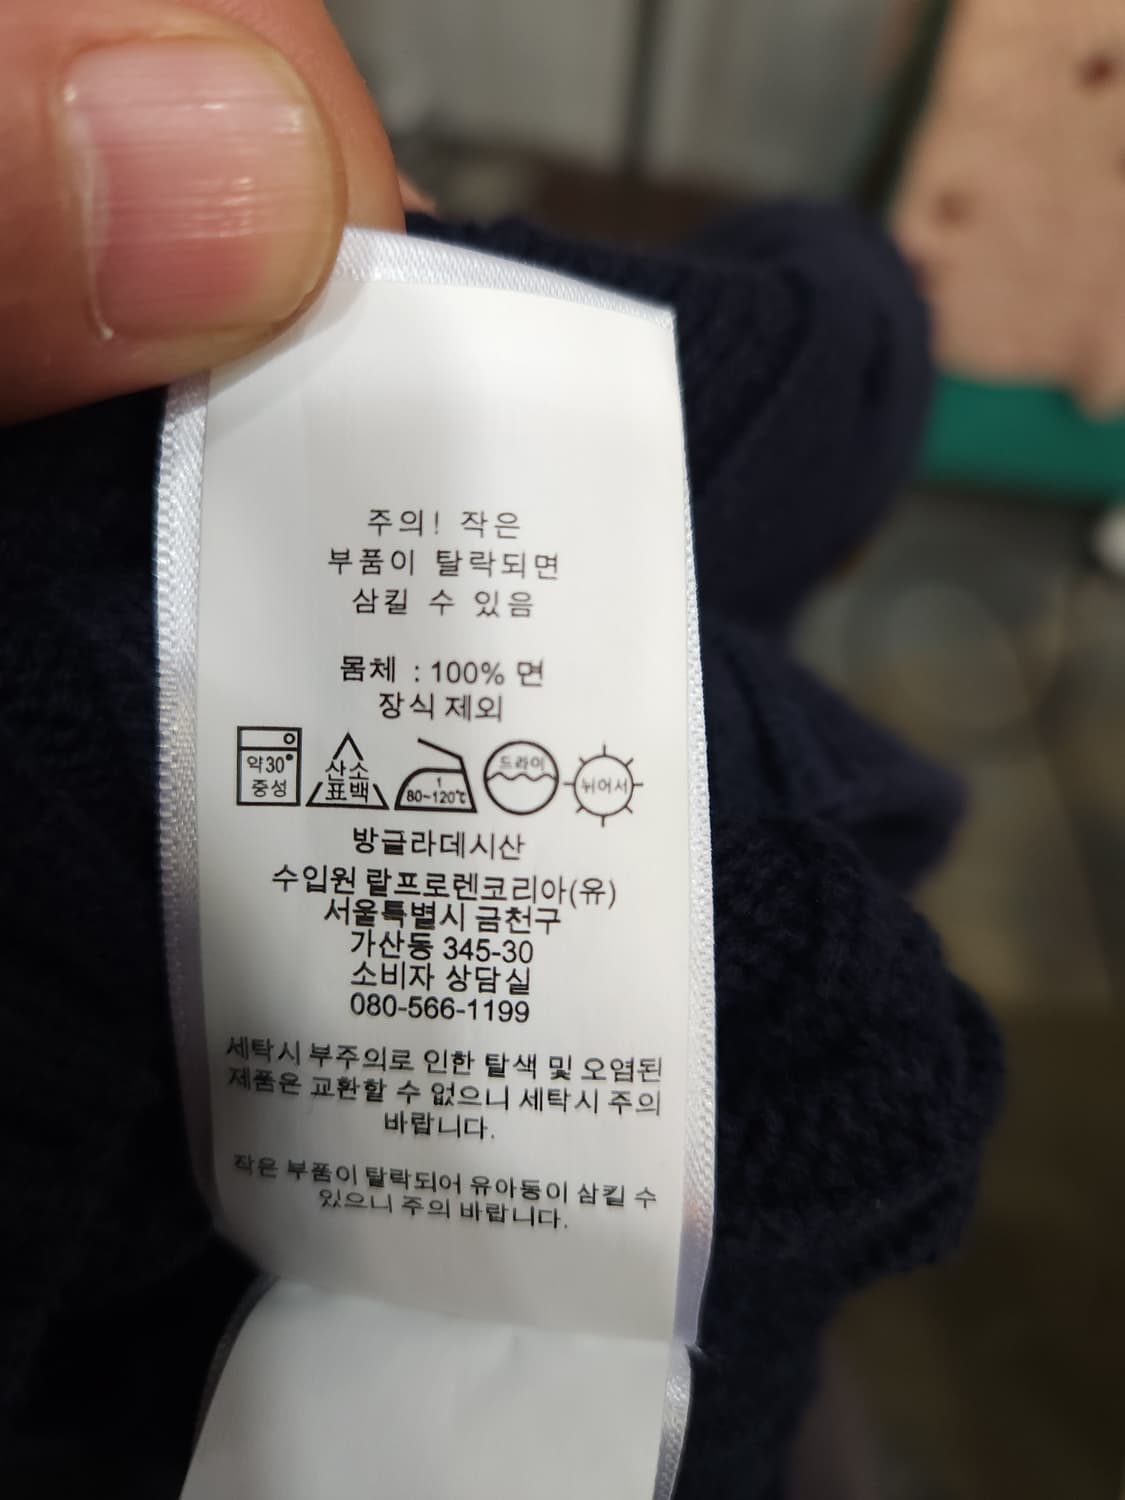 주의! 작은
부품이 탈락되면
삼킬 수 있음
몸체 : 100% 면
장식 제외
약30°
중성
산소
표백
1
80~120℃
드라이
뉘어서
방글라데시산
수입원 랄프로렌코리아(유)
서울특별시 금천구
가산동 345-30
소비자 상담실
080-566-1199
세탁시 부주의로 인한 탈색 및 오염된
제품은 교환할 수 없으니 세탁시 주의
바랍니다.
작은 부품이 탈락되어 유아동이 삼킬 수
있으니 주의 바랍니다.